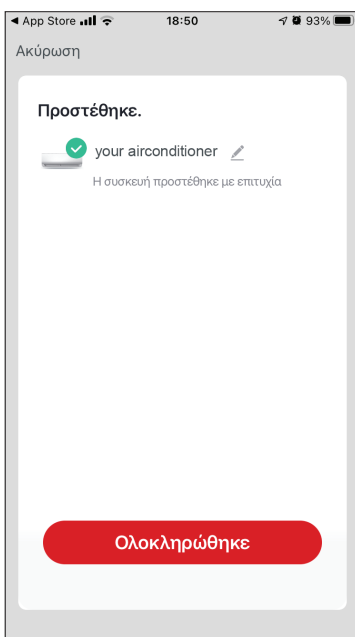 ◀ App Store 18:50 93%
Ακύρωση
Προστέθηκε.
your airconditioner
Η συσκευή προστέθηκε με επιτυχία
Ολοκληρώθηκε